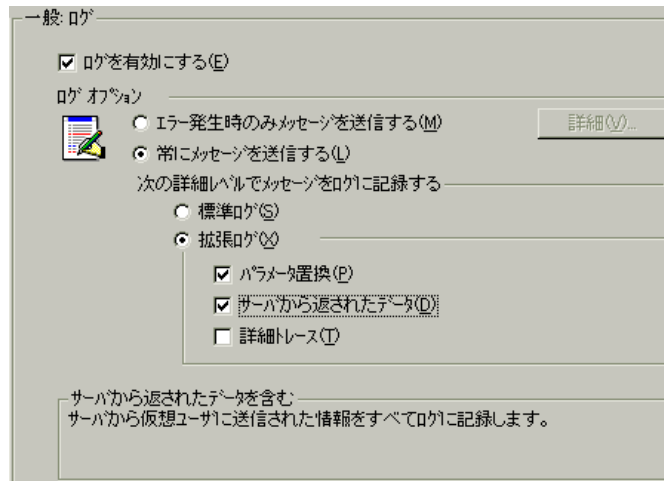 一般: ログ
ログを有効にする(E)
ログ オプション
エラー発生時のみメッセージを送信する(M)
詳細(V)...
常にメッセージを送信する(L)
次の詳細レベルでメッセージをログに記録する
標準ログ(S)
拡張ログ(X)
パラメータ置換(P)
サーバから返されたデータ(D)
詳細トレース(T)
サーバから返されたデータを含む
サーバから仮想ユーザに送信された情報をすべてログに記録します。